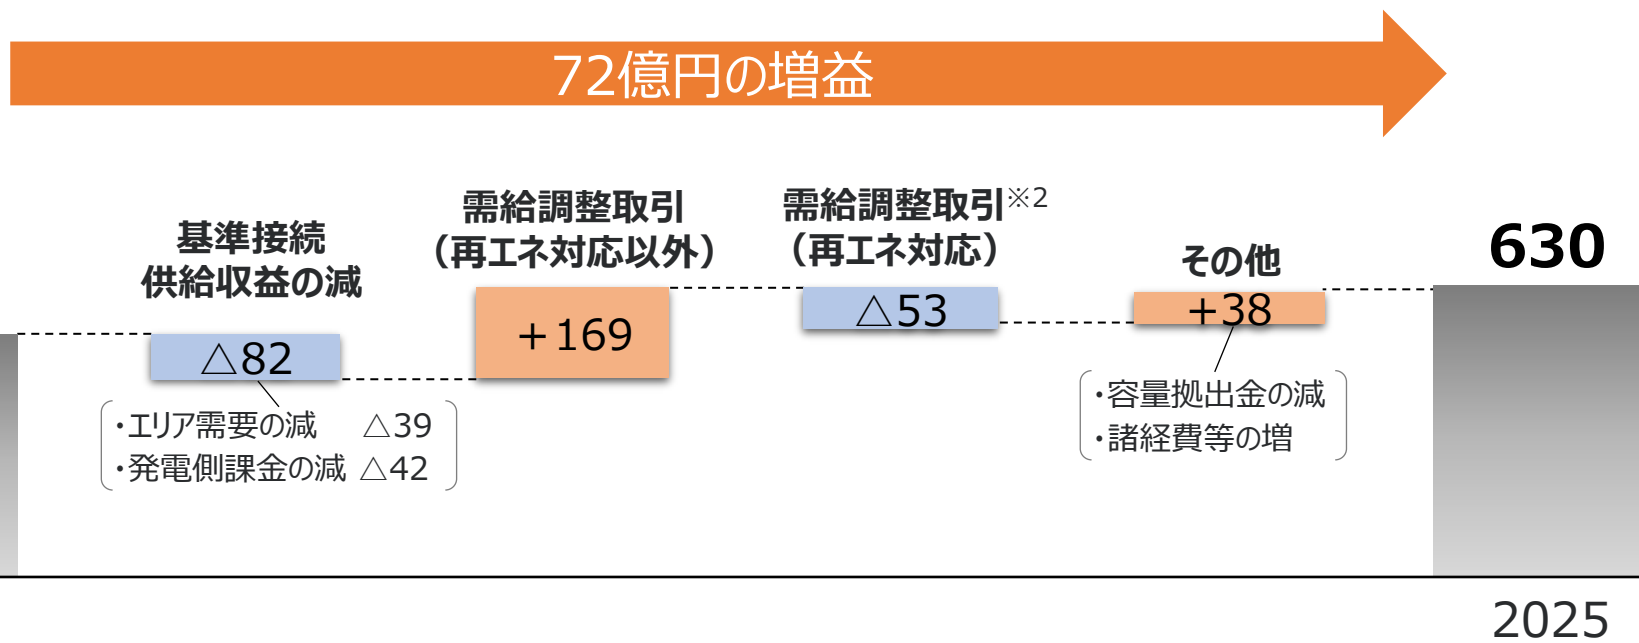 72億円の増益
基準接続
供給収益の減
△82
・エリア需要の減 △39
・発電側課金の減 △42
需給調整取引
（再エネ対応以外）
+169
需給調整取引※2
（再エネ対応）
△53
その他
+38
・容量拠出金の減
・諸経費等の増
630
2025